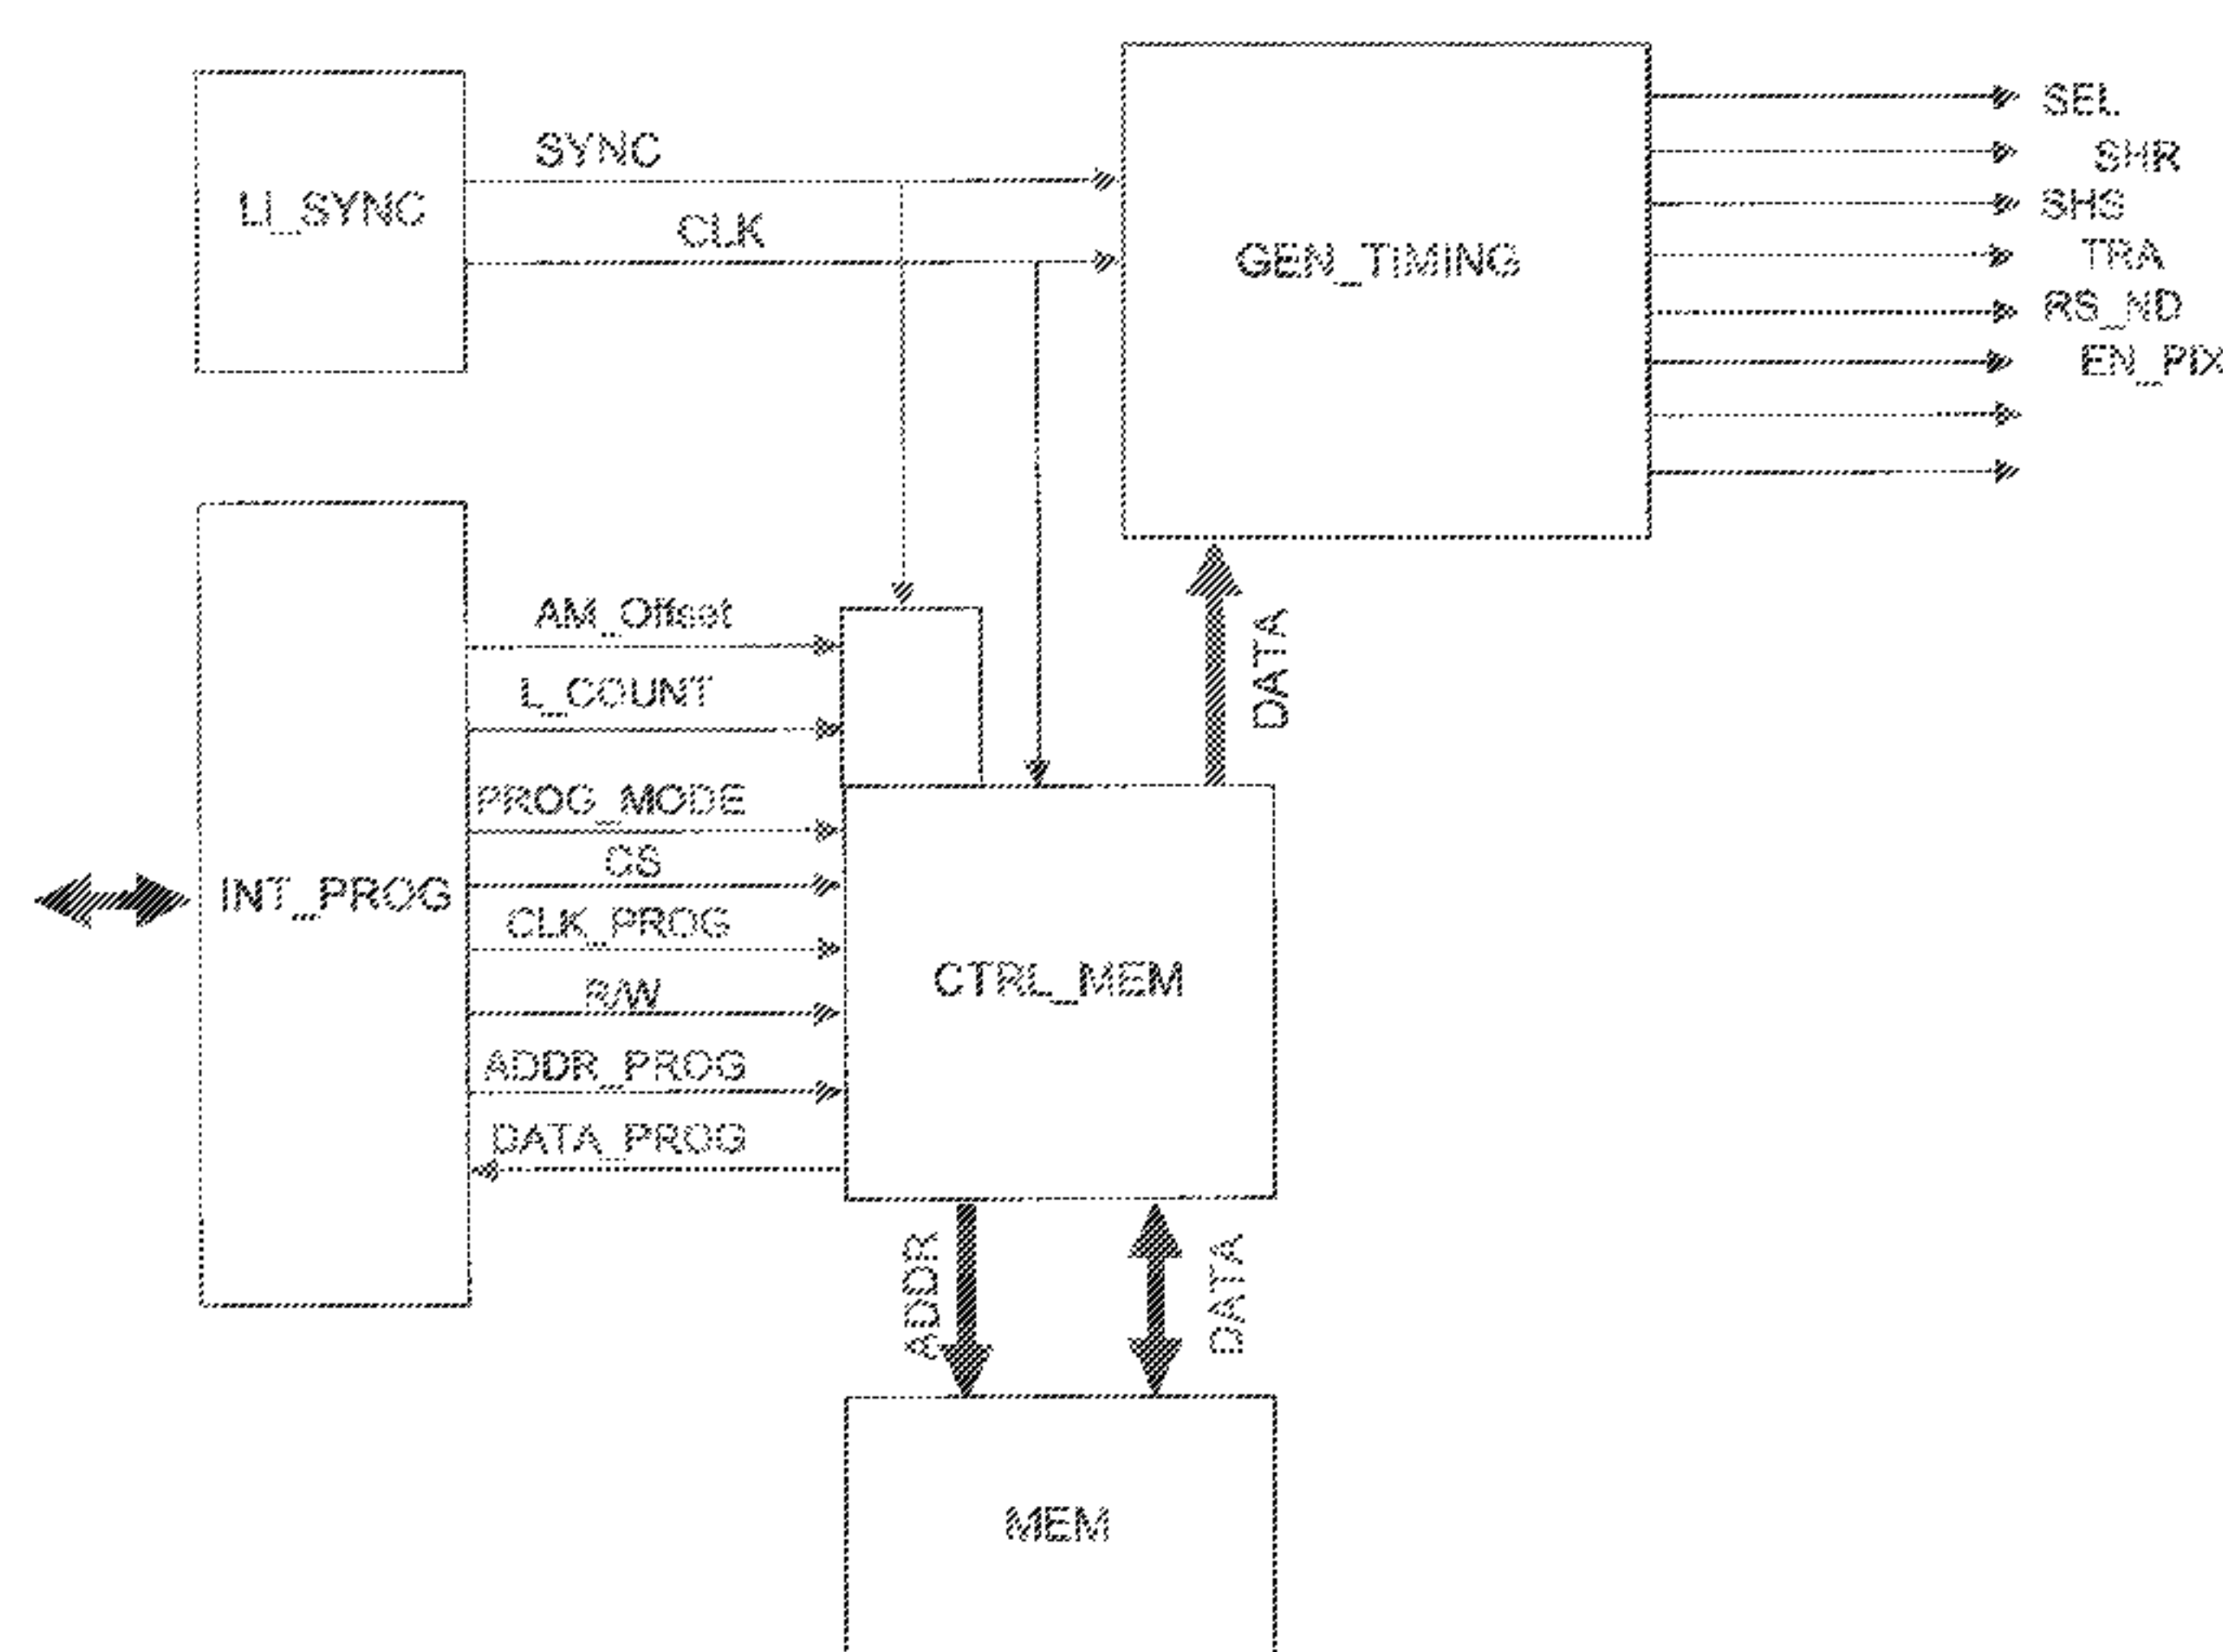 SEL
SHR
SYNC
LI_SYNC
SHS
CLK
GEN_TIMING
TRA
RS_ND
EN_PIX
AM_Offset
DATA
L_COUNT
PROG_MODE
CS
INT_PROG
CLK_PROG
CTRL_MEM
R/W
ADDR_PROG
DATA_PROG
ADDR
DATA
MEM